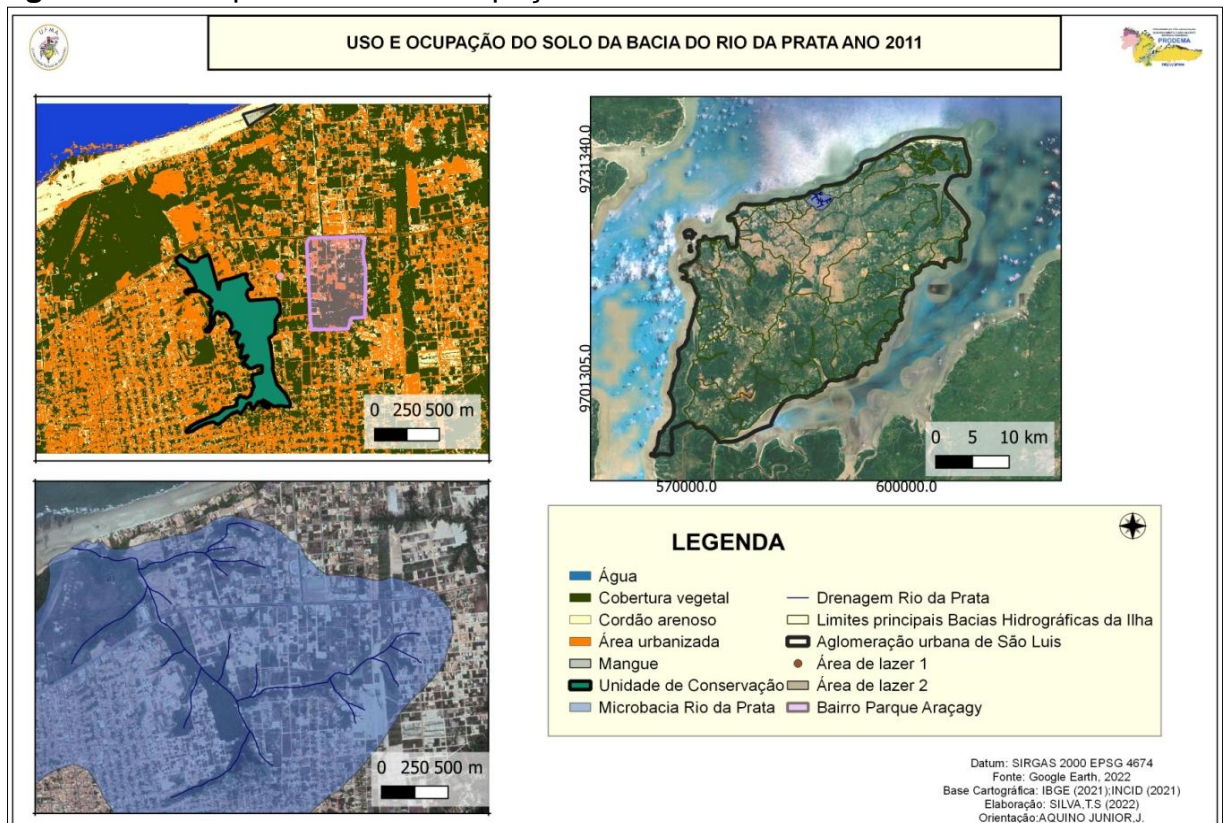 USO E OCUPAÇÃO DO SOLO DA BACIA DO RIO DA PRATA ANO 2011
PRODEMA
0 250 500 m
9731340.0
9701305.0
0 5 10 km
570000.0
600000.0
0 250 500 m
LEGENDA
Água
Cobertura vegetal
Cordão arenoso
Área urbanizada
Mangue
Unidade de Conservação
Microbacia Rio da Prata
Drenagem Rio da Prata
Limites principais Bacias Hidrográficas da Ilha
Aglomeração urbana de São Luis
Área de lazer 1
Área de lazer 2
Bairro Parque Araçagy
Datum: SIRGAS 2000 EPSG 4674
Fonte: Google Earth, 2022
Base Cartográfica: IBGE (2021);INCID (2021)
Elaboração: SILVA,T.S (2022)
Orientação:AQUINO JUNIOR,J.